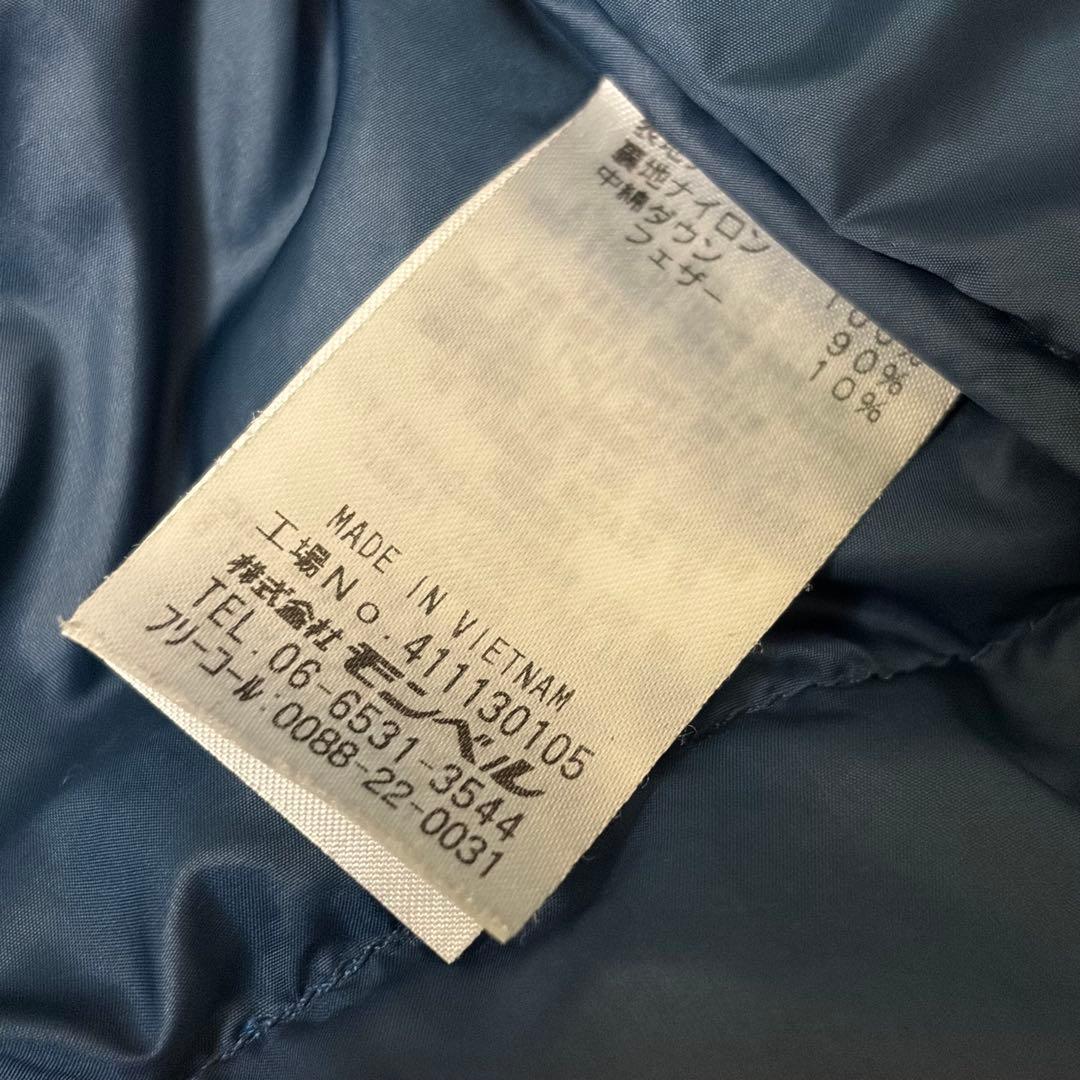 裏地ナイロン 100%
中綿ダウン 90%
フェザー 10%
MADE IN VIETNAM
工場No.411130105
株式会社モンベル
TEL.06-6531-3544
フリーコール.0088-22-0031